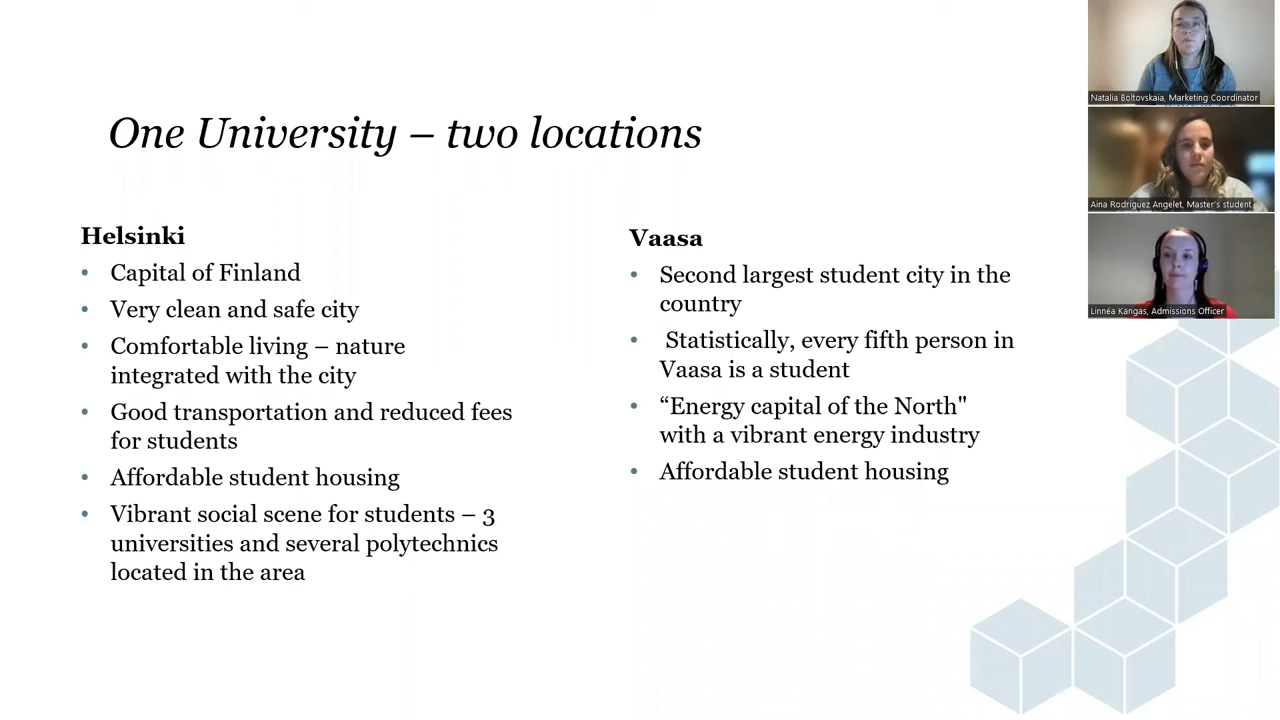 One University – two locations
Helsinki
• Capital of Finland
• Very clean and safe city
• Comfortable living – nature
integrated with the city
• Good transportation and reduced fees
for students
• Affordable student housing
• Vibrant social scene for students – 3
universities and several polytechnics
located in the area
Vaasa
• Second largest student city in the
country
• Statistically, every fifth person in
Vaasa is a student
• “Energy capital of the North"
with a vibrant energy industry
• Affordable student housing
Natalia Boltovskaia, Marketing Coordinator
Aina Rodriguez Angelet, Master's student
Linnéa Kangas, Admissions Officer